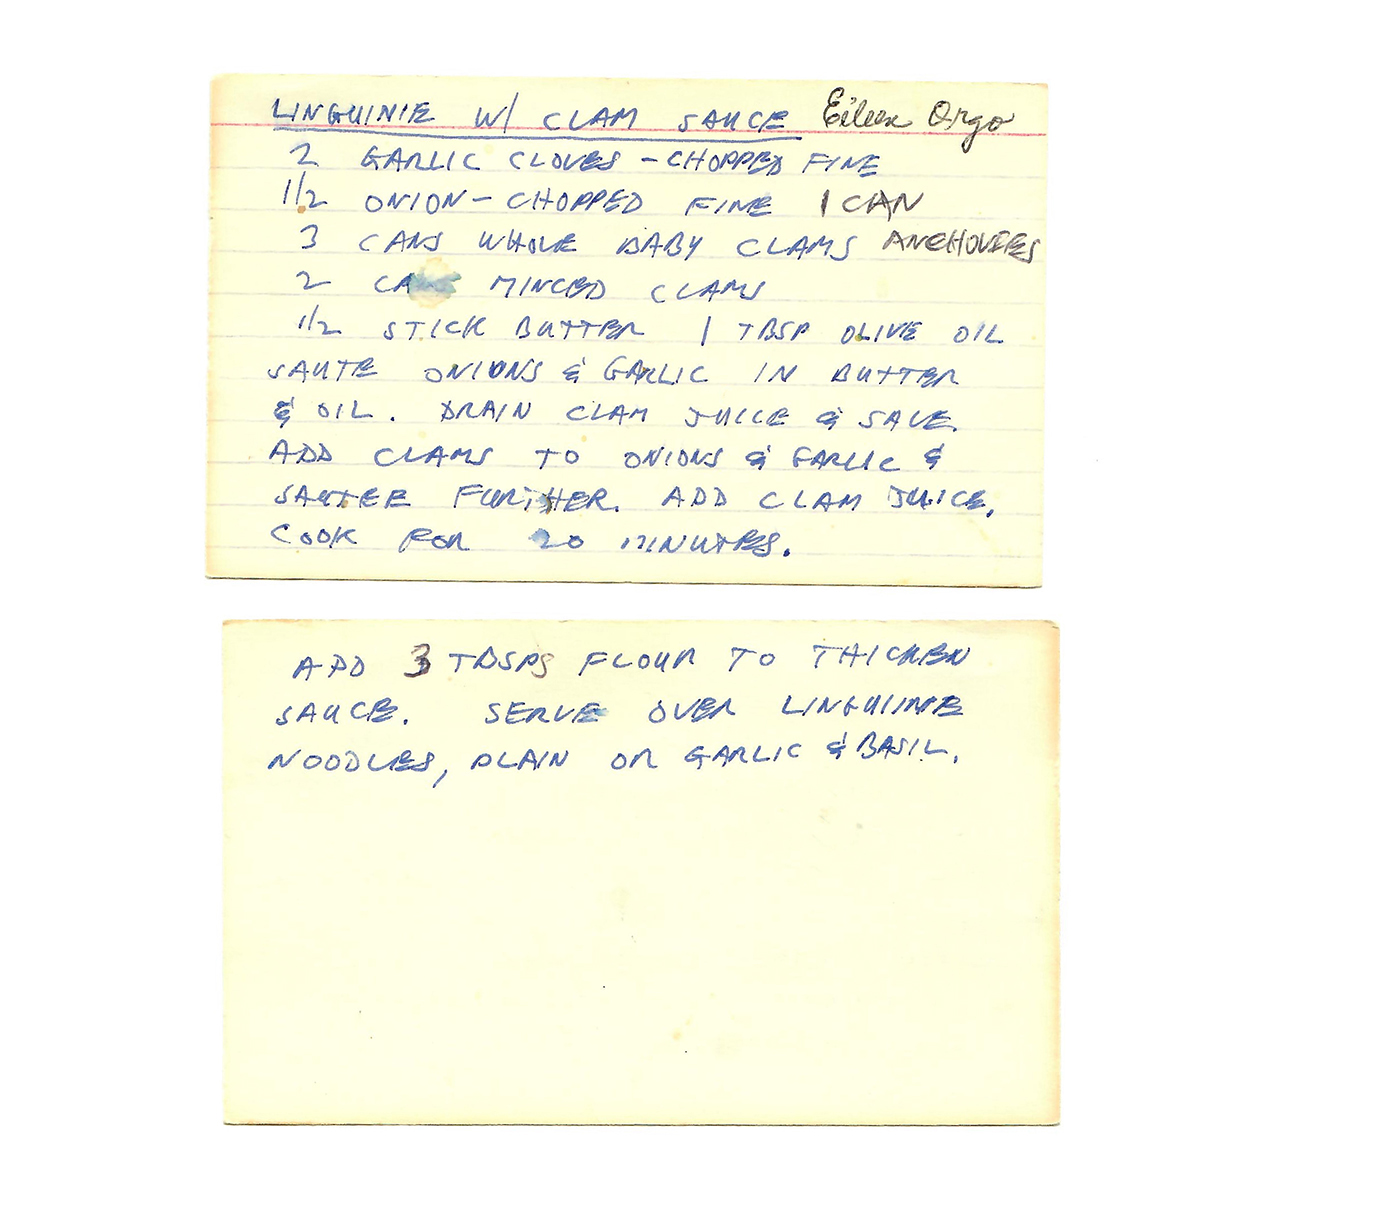 LINGUINIE W/ CLAM SAUCE Eileen Orgo
2 GARLIC CLOVES - CHOPPED FINE
1/2 ONION - CHOPPED FINE 1 CAN
3 CANS WHOLE BABY CLAMS ANCHOVIES
2 MINCED CLAMS
1/2 STICK BUTTER 1 TBSP OLIVE OIL
SAUTE ONIONS & GARLIC IN BUTTER
& OIL. DRAIN CLAM JUICE & SAVE.
ADD CLAMS TO ONIONS & GARLIC &
SAUTEE FURTHER. ADD CLAM JUICE.
COOK FOR 20 MINUTES.
ADD 3 TBSPS FLOUR TO THICKEN
SAUCE. SERVE OVER LINGUINIE
NOODLES, PLAIN OR GARLIC & BASIL.